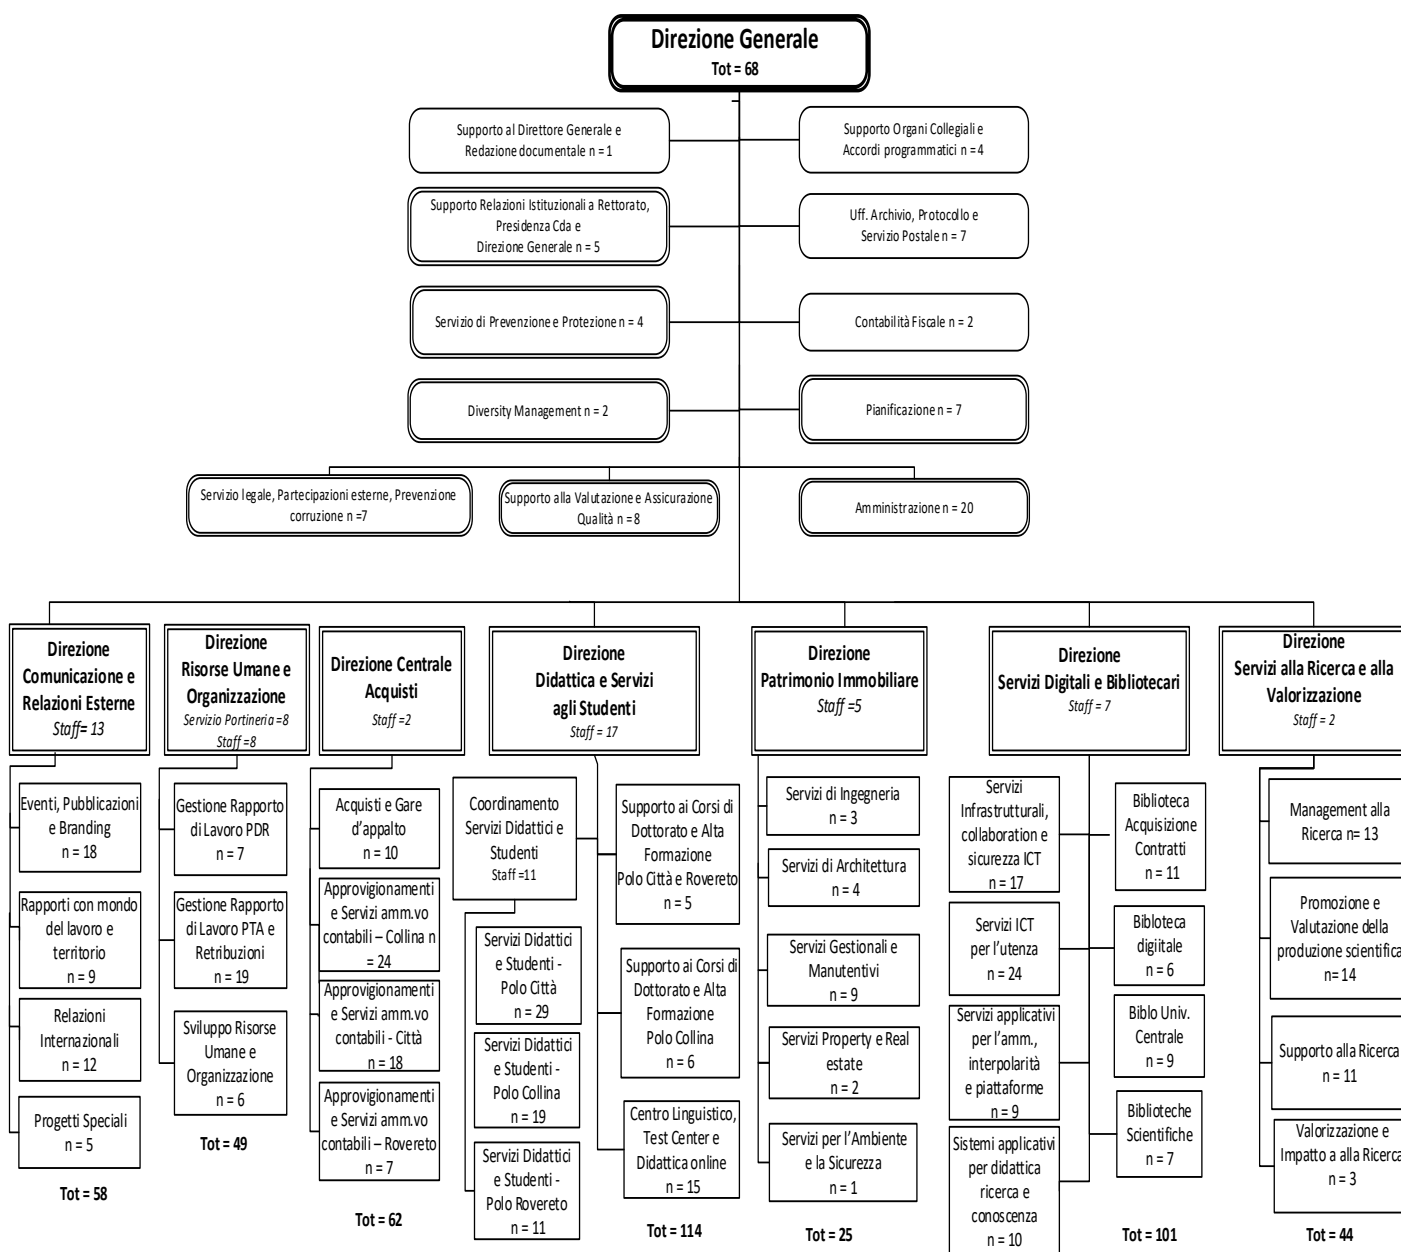 Direzione Generale
Tot = 68
Supporto al Direttore Generale e
Redazione documentale n = 1
Supporto Organi Collegiali e
Accordi programmatici n = 4
Supporto Relazioni Istituzionali a Rettorato,
Presidenza Cda e
Direzione Generale n = 5
Uff. Archivio, Protocollo e
Servizio Postale n = 7
Servizio di Prevenzione e Protezione n = 4
Contabilità Fiscale n = 2
Diversity Management n = 2
Pianificazione n = 7
Servizio legale, Partecipazioni esterne, Prevenzione
corruzione n =7
Supporto alla Valutazione e Assicurazione
Qualità n = 8
Amministrazione n = 20
Direzione
Comunicazione e
Relazioni Esterne
Staff= 13
Eventi, Pubblicazioni
e Branding
n = 18
Rapporti con mondo
del lavoro e
territorio
n = 9
Relazioni
Internazionali
n = 12
Progetti Speciali
n = 5
Tot = 58
Direzione
Risorse Umane e
Organizzazione
Servizio Portineria =8
Staff =8
Gestione Rapporto
di Lavoro PDR
n = 7
Gestione Rapporto
di Lavoro PTA e
Retribuzioni
n = 19
Sviluppo Risorse
Umane e
Organizzazione
n = 6
Tot = 49
Direzione Centrale
Acquisti
Staff =2
Acquisti e Gare
d'appalto
n = 10
Approvigionamenti
e Servizi amm.vo
contabili – Collina n
= 24
Approvigionamenti
e Servizi amm.vo
contabili - Città
n = 18
Approvigionamenti
e Servizi amm.vo
contabili – Rovereto
n = 7
Tot = 62
Direzione
Didattica e Servizi
agli Studenti
Staff = 17
Coordinamento
Servizi Didattici e
Studenti
Staff =11
Servizi Didattici
e Studenti -
Polo Città
n = 29
Servizi Didattici
e Studenti -
Polo Collina
n = 19
Servizi Didattici
e Studenti -
Polo Rovereto
n = 11
Supporto ai Corsi di
Dottorato e Alta
Formazione
Polo Città e Rovereto
n = 5
Supporto ai Corsi di
Dottorato e Alta
Formazione
Polo Collina
n = 6
Centro Linguistico,
Test Center e
Didattica online
n = 15
Tot = 114
Direzione
Patrimonio Immobiliare
Staff =5
Servizi di Ingegneria
n = 3
Servizi di Architettura
n = 4
Servizi Gestionali e
Manutentivi
n = 9
Servizi Property e Real
estate
n = 2
Servizi per l'Ambiente
e la Sicurezza
n = 1
Tot = 25
Direzione
Servizi Digitali e Bibliotecari
Staff = 7
Servizi
Infrastrutturali,
collaboration e
sicurezza ICT
n = 17
Servizi ICT
per l'utenza
n = 24
Servizi applicativi
per l'amm.,
interpolarità
e piattaforme
n = 9
Sistemi applicativi
per didattica
ricerca e
conoscenza
n = 10
Biblioteca
Acquisizione
Contratti
n = 11
Bibloteca
digiitale
n = 6
Biblo Univ.
Centrale
n = 9
Biblioteche
Scientifiche
n = 7
Tot = 101
Direzione
Servizi alla Ricerca e alla
Valorizzazione
Staff = 2
Management alla
Ricerca n= 13
Promozione e
Valutazione della
produzione scientifica
n= 14
Supporto alla Ricerca
n = 11
Valorizzazione e
Impatto a alla Ricerca
n = 3
Tot = 44